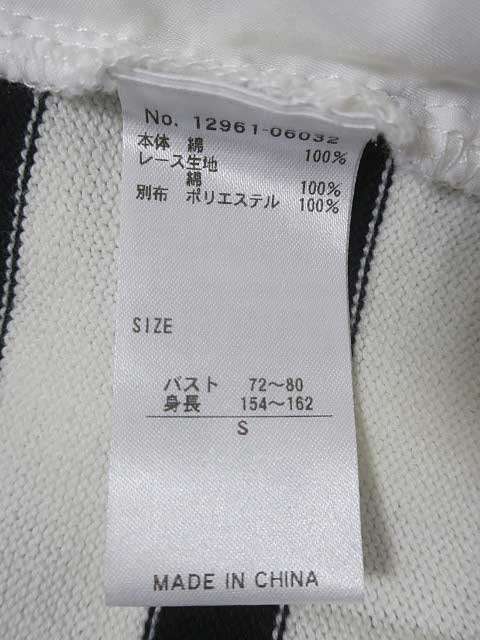 No. 12961-06032
本体 綿 100%
レース生地
綿 100%
別布 ポリエステル 100%
SIZE
バスト 72～80
身長 154～162
S
MADE IN CHINA